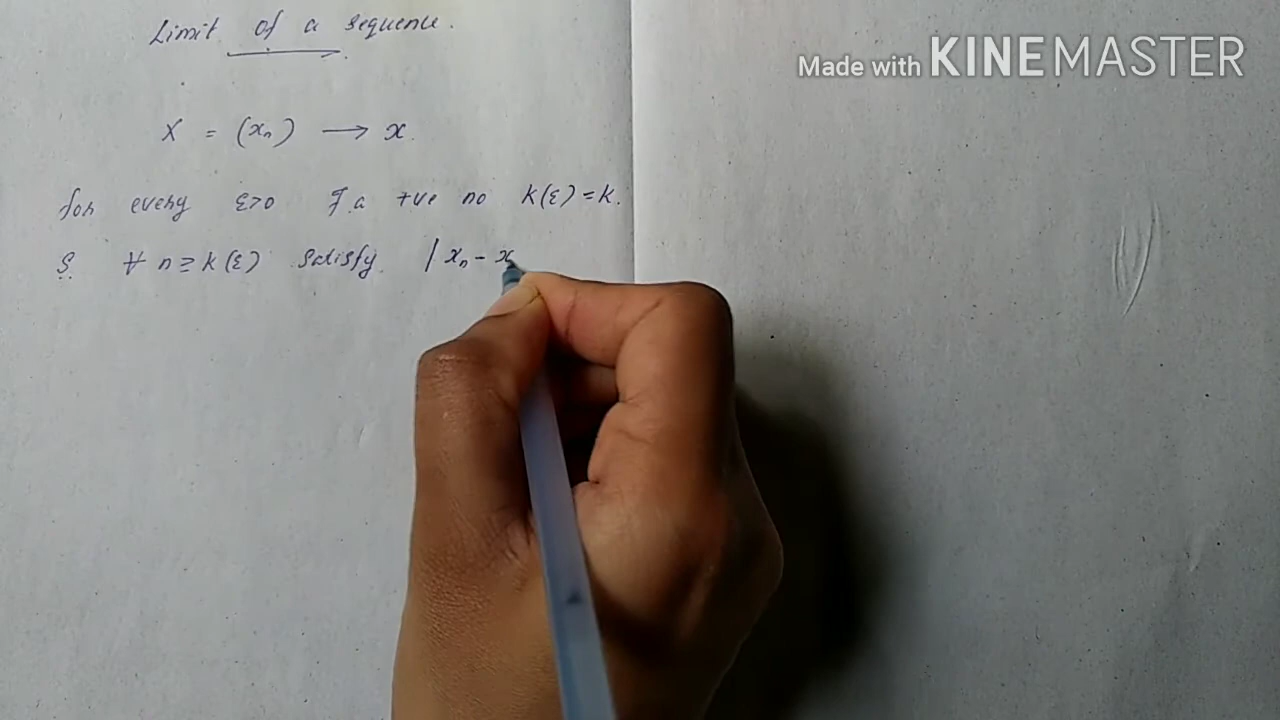 Limit of a sequence.
Made with KINEMASTER
X = (xₙ) → x.
for every ε>0 ∃ a +ve no K(ε) = K.
∋ ∀ n ≥ K(ε) satisfy. |xₙ - x